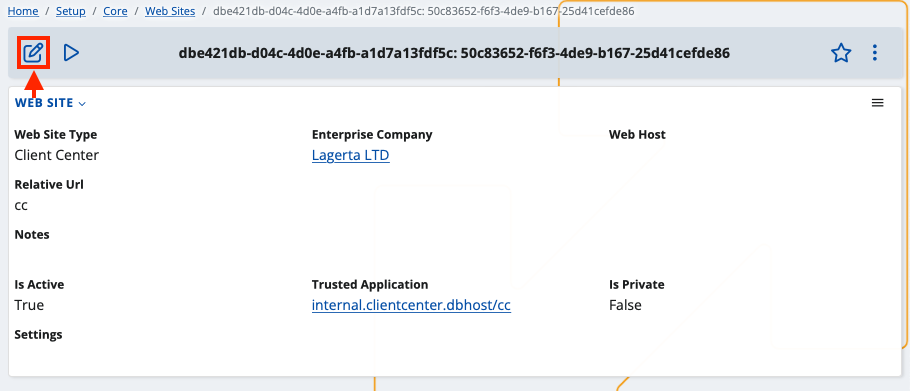 Home / Setup / Core / Web Sites / dbe421db-d04c-4d0e-a4fb-a1d7a13fdf5c: 50c83652-f6f3-4de9-b167-25d41cefde86
dbe421db-d04c-4d0e-a4fb-a1d7a13fdf5c: 50c83652-f6f3-4de9-b167-25d41cefde86
WEB SITE
Web Site Type Enterprise Company Web Host
Client Center Lagerta LTD
Relative Url
cc
Notes
Is Active Trusted Application Is Private
True internal.clientcenter.dbhost/cc False
Settings